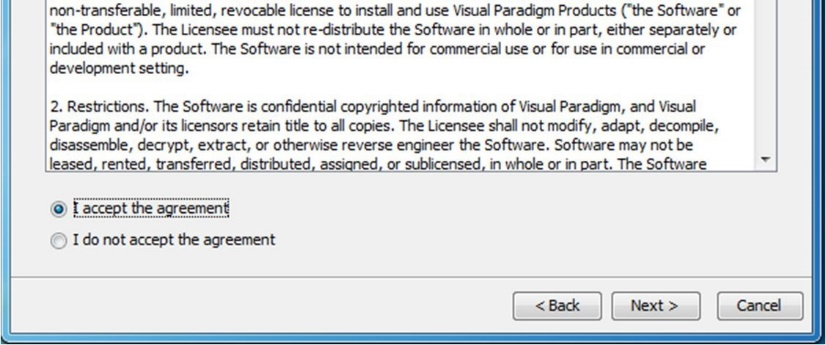 non-transferable, limited, revocable license to install and use Visual Paradigm Products ("the Software" or
"the Product"). The Licensee must not re-distribute the Software in whole or in part, either separately or
included with a product. The Software is not intended for commercial use or for use in commercial or
development setting.
2. Restrictions. The Software is confidential copyrighted information of Visual Paradigm, and Visual
Paradigm and/or its licensors retain title to all copies. The Licensee shall not modify, adapt, decompile,
disassemble, decrypt, extract, or otherwise reverse engineer the Software. Software may not be
leased, rented, transferred, distributed, assigned, or sublicensed, in whole or in part. The Software
I accept the agreement
I do not accept the agreement
< Back Next > Cancel